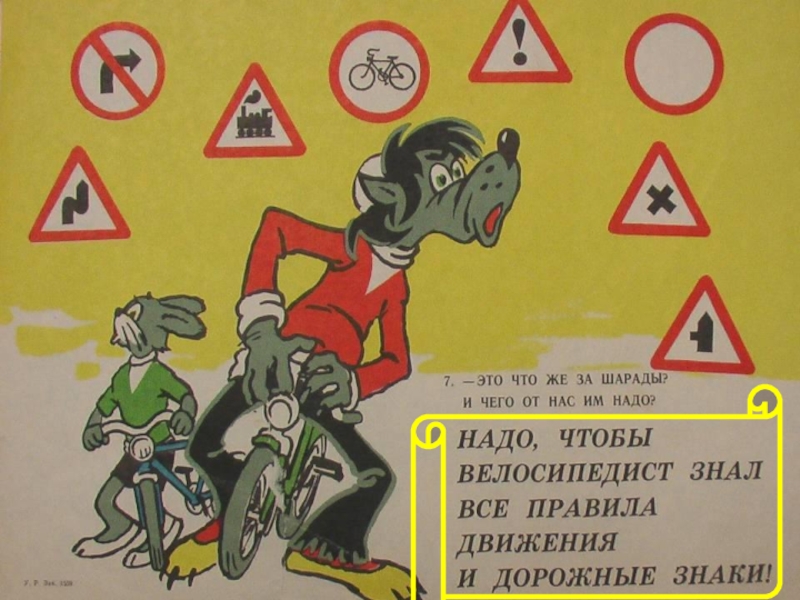 7. —ЭТО ЧТО ЖЕ ЗА ШАРАДЫ?
И ЧЕГО ОТ НАС ИМ НАДО?
НАДО, ЧТОБЫ
ВЕЛОСИПЕДИСТ ЗНАЛ
ВСЕ ПРАВИЛА
ДВИЖЕНИЯ
И ДОРОЖНЫЕ ЗНАКИ!